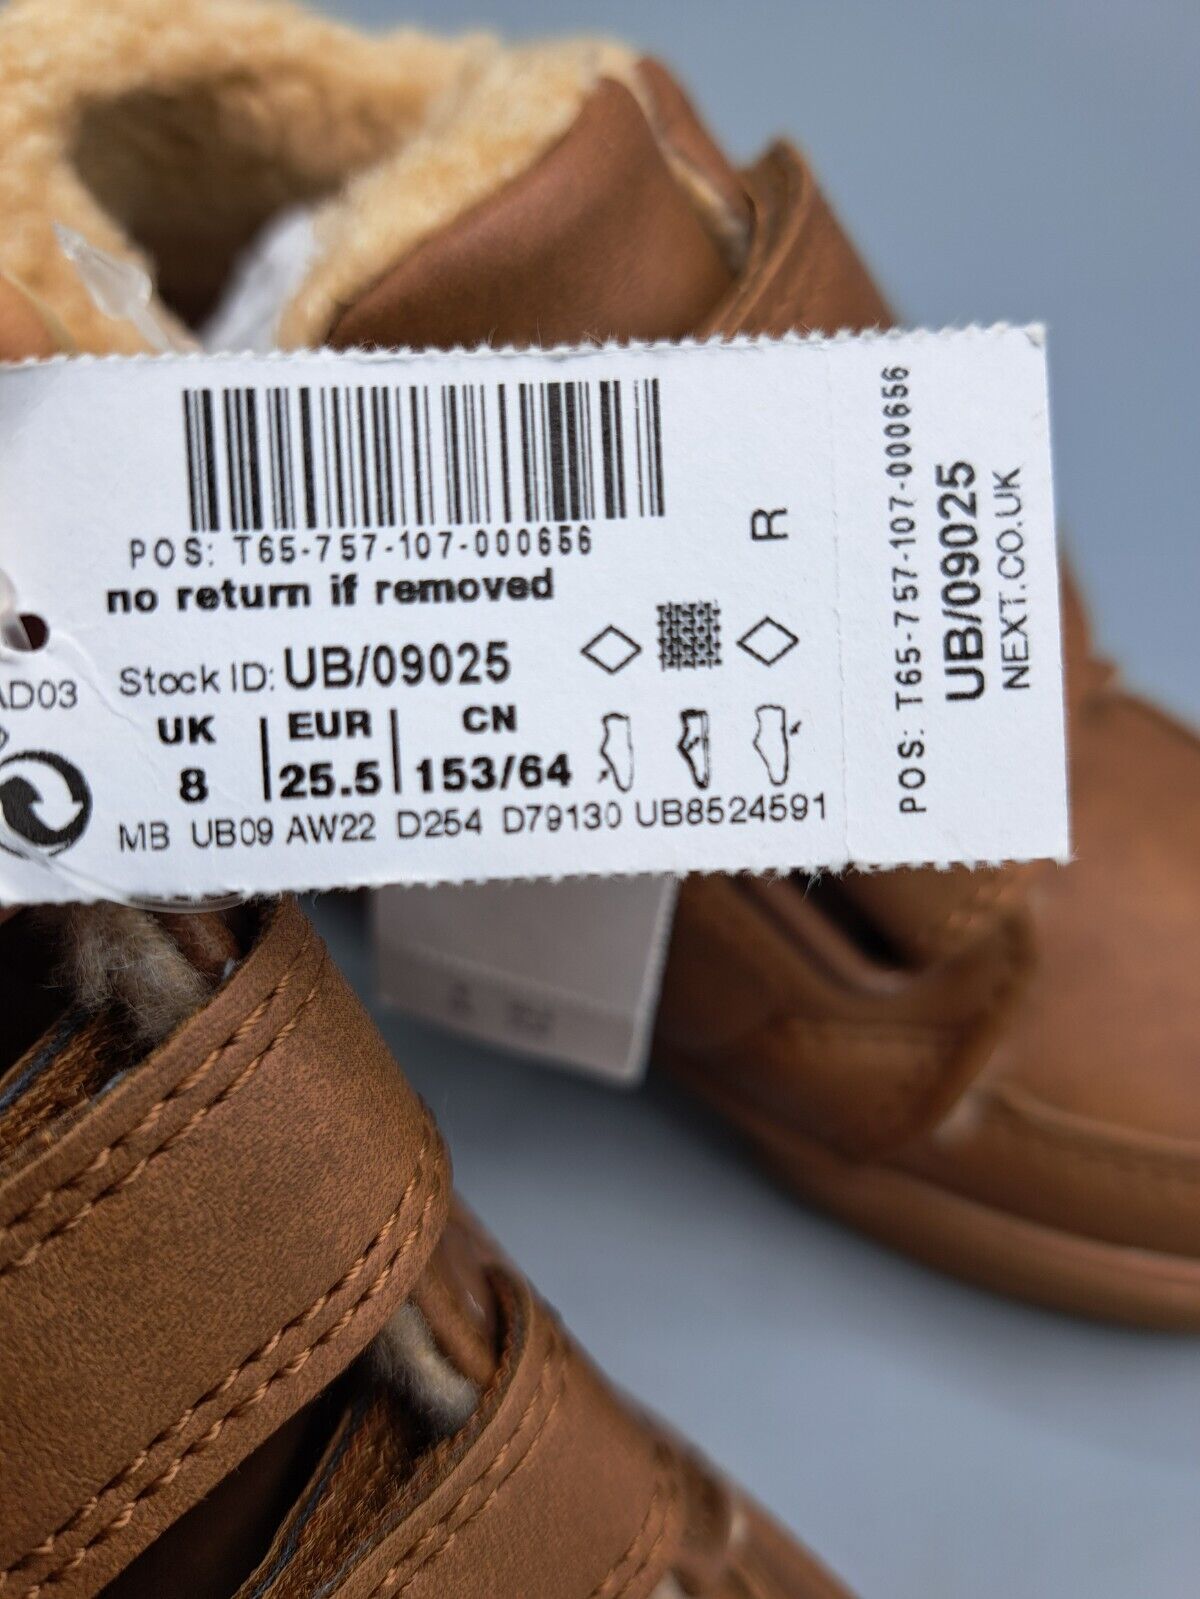 POS: T65-757-107-000656
no return if removed
R
Stock ID: UB/09025
AD03
UK EUR CN
8 25.5 153/64
MB UB09 AW22 D254 D79130 UB8524591
POS: T65-757-107-000656
UB/09025
NEXT.CO.UK